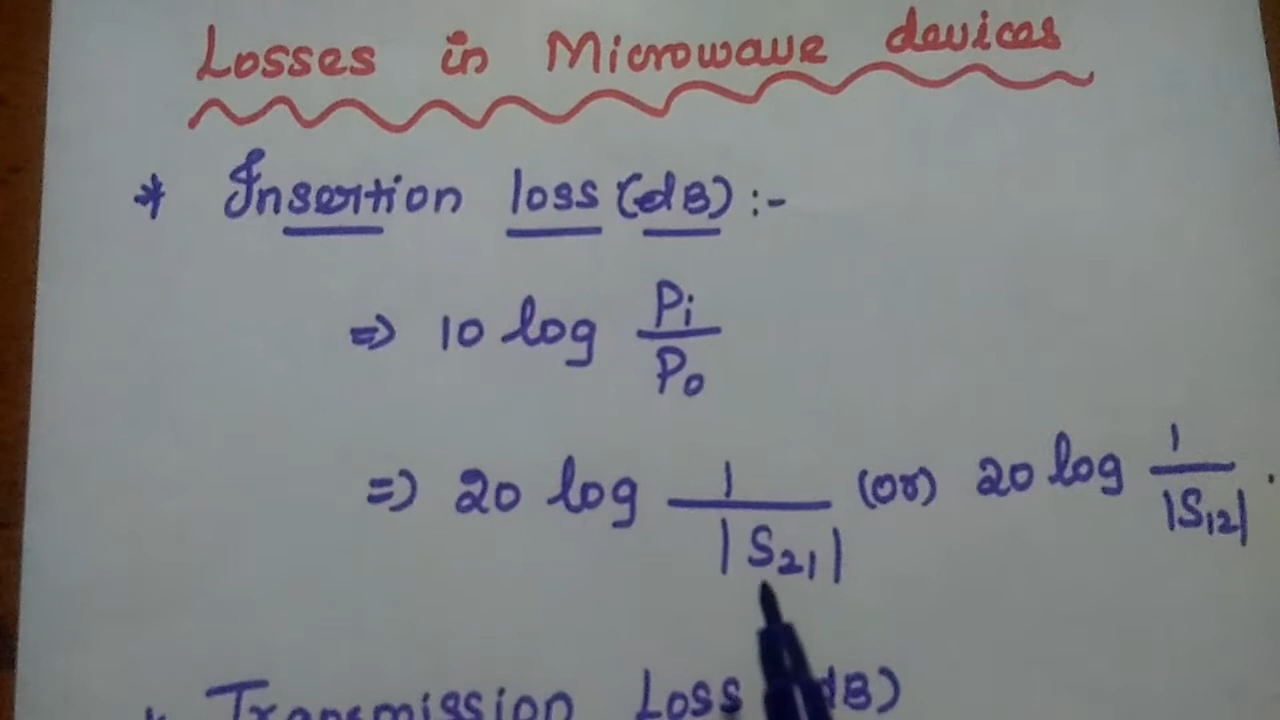 Losses in Microwave devices
* Insertion loss (dB) :-
⇒ 10 log Pi/Po
⇒ 20 log 1/|S21| (or) 20 log 1/|S12|.
* Transmission Loss (dB)